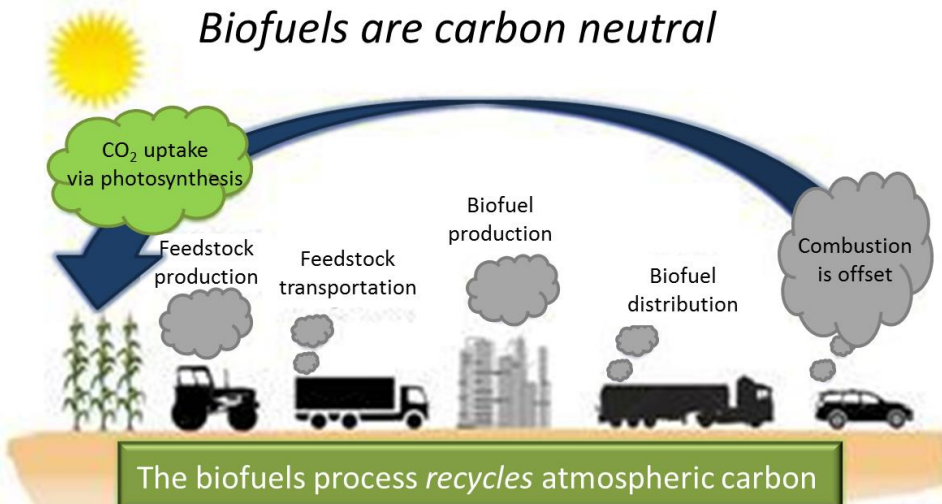 Biofuels are carbon neutral
CO₂ uptake
via photosynthesis
Feedstock
production
Feedstock
transportation
Biofuel
production
Biofuel
distribution
Combustion
is offset
The biofuels process recycles atmospheric carbon